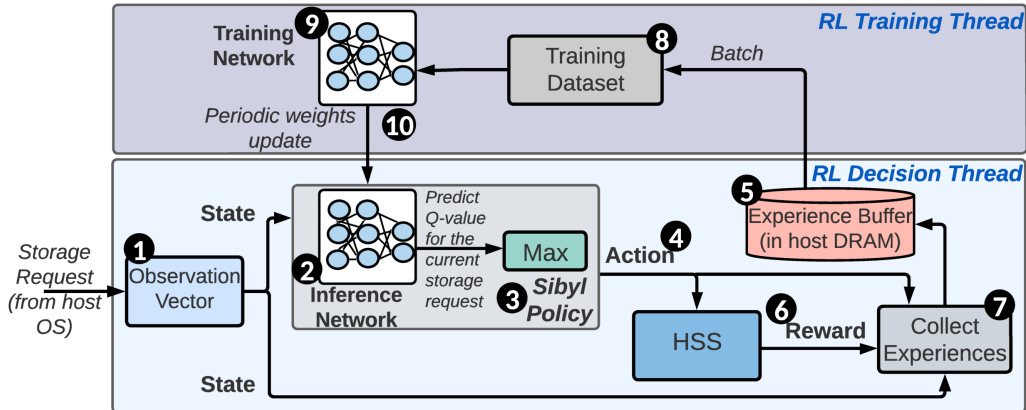 RL Training Thread
9
Training
Network
8
Training
Dataset
Batch
Periodic weights
update
10
RL Decision Thread
Storage
Request
(from host
OS)
1
Observation
Vector
State
State
2
Inference
Network
Predict
Q-value
for the
current
storage
request
Max
3
Sibyl
Policy
4
Action
5
Experience Buffer
(in host DRAM)
HSS
6
Reward
7
Collect
Experiences